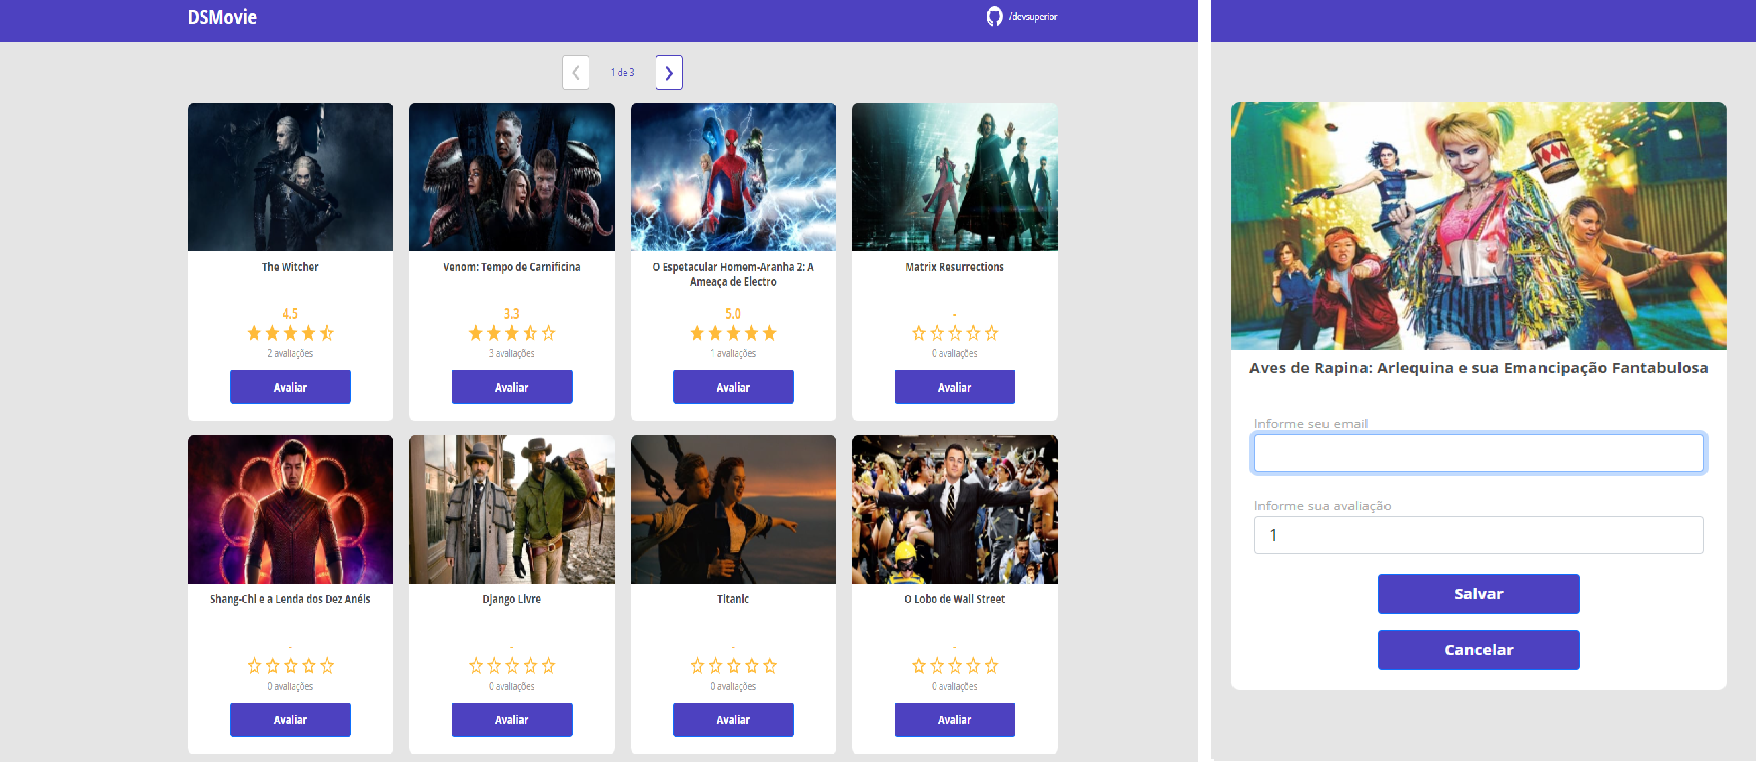 DSMovie
/devsuperior
1 de 3
The Witcher
4.5
2 avaliações
Avaliar
Venom: Tempo de Carnificina
3.3
3 avaliações
Avaliar
O Espetacular Homem-Aranha 2: A
Ameaça de Electro
5.0
1 avaliações
Avaliar
Matrix Resurrections
-
0 avaliações
Avaliar
Shang-Chi e a Lenda dos Dez Anéis
-
0 avaliações
Avaliar
Django Livre
-
0 avaliações
Avaliar
Titanic
-
0 avaliações
Avaliar
O Lobo de Wall Street
-
0 avaliações
Avaliar
Aves de Rapina: Arlequina e sua Emancipação Fantabulosa
Informe seu email
Informe sua avaliação
1
Salvar
Cancelar